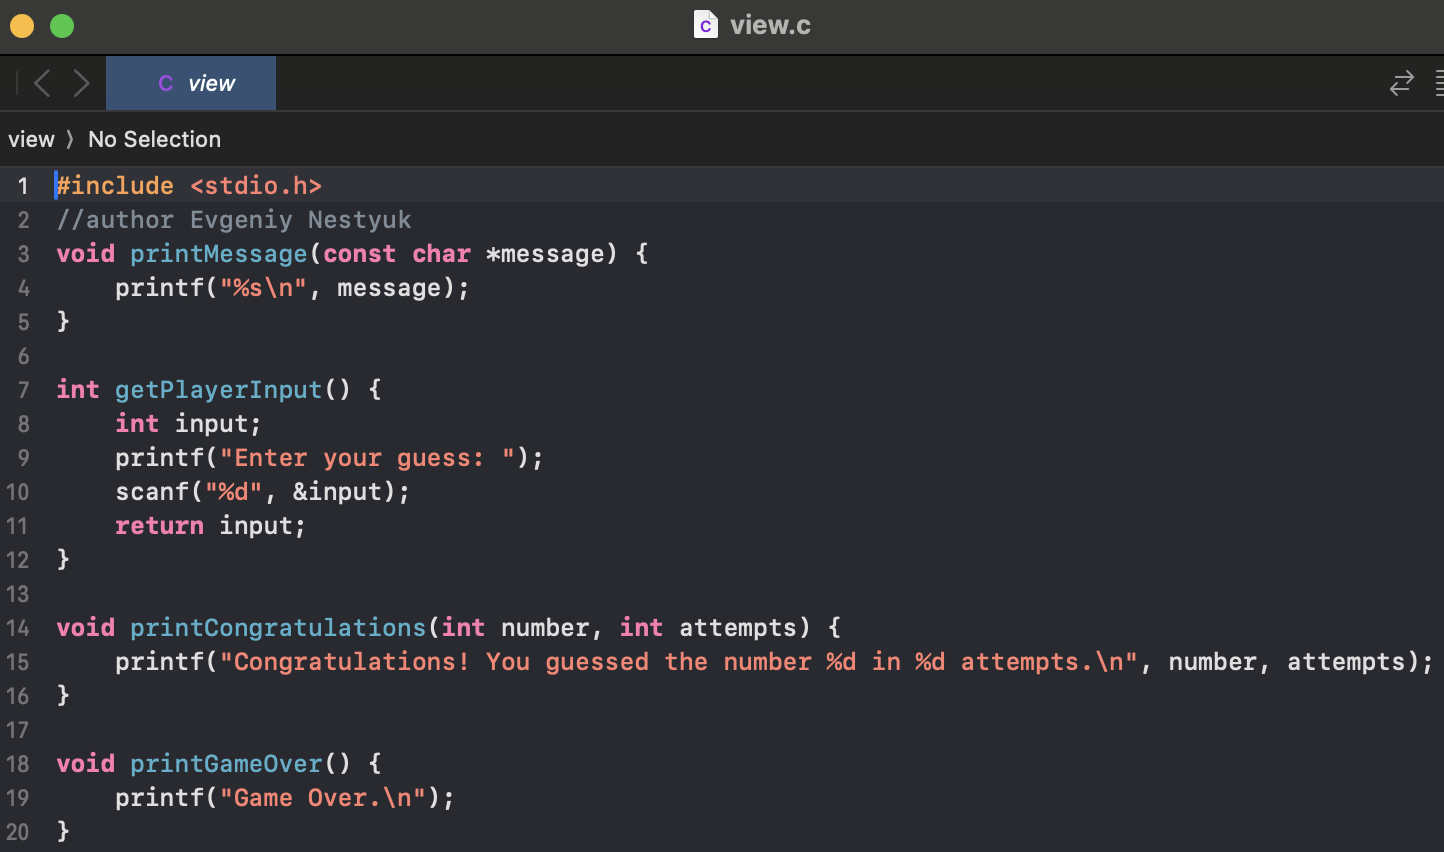 C view.c
C view
view 〉 No Selection
1 #include <stdio.h>
2 //author Evgeniy Nestyuk
3 void printMessage(const char *message) {
4     printf("%s\n", message);
5 }
6
7 int getPlayerInput() {
8     int input;
9     printf("Enter your guess: ");
10     scanf("%d", &input);
11     return input;
12 }
13
14 void printCongratulations(int number, int attempts) {
15     printf("Congratulations! You guessed the number %d in %d attempts.\n", number, attempts);
16 }
17
18 void printGameOver() {
19     printf("Game Over.\n");
20 }